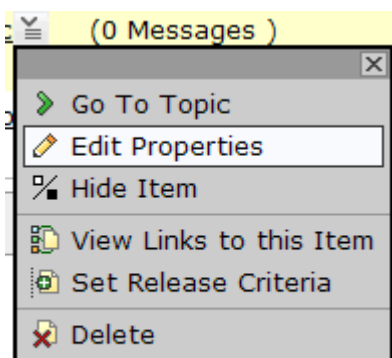 (0 Messages )
Go To Topic
Edit Properties
Hide Item
View Links to this Item
Set Release Criteria
Delete